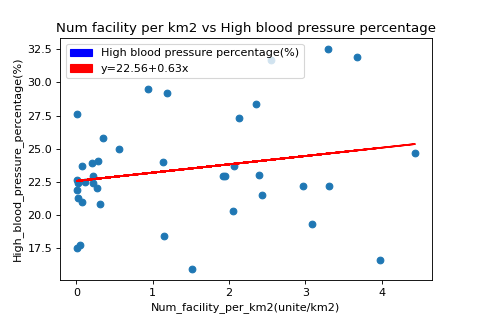 Num facility per km2 vs High blood pressure percentage
High blood pressure percentage(%)
y=22.56+0.63x
High_blood_pressure_percentage(%)
32.5
30.0
27.5
25.0
22.5
20.0
17.5
0 1 2 3 4
Num_facility_per_km2(unite/km2)